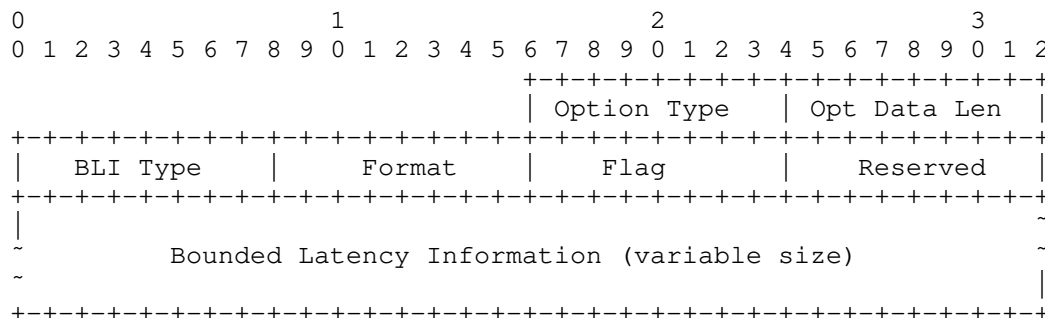 0                   1                   2                   3
0 1 2 3 4 5 6 7 8 9 0 1 2 3 4 5 6 7 8 9 0 1 2 3 4 5 6 7 8 9 0 1 2
                                +-+-+-+-+-+-+-+-+-+-+-+-+-+-+-+-+
                                |  Option Type  |  Opt Data Len  |
+-+-+-+-+-+-+-+-+-+-+-+-+-+-+-+-+-+-+-+-+-+-+-+-+-+-+-+-+-+-+-+-+
|   BLI Type    |     Format    |    Flag       |    Reserved    |
+-+-+-+-+-+-+-+-+-+-+-+-+-+-+-+-+-+-+-+-+-+-+-+-+-+-+-+-+-+-+-+-+
|                                                                ~
~         Bounded Latency Information (variable size)            ~
~                                                                |
+-+-+-+-+-+-+-+-+-+-+-+-+-+-+-+-+-+-+-+-+-+-+-+-+-+-+-+-+-+-+-+-+